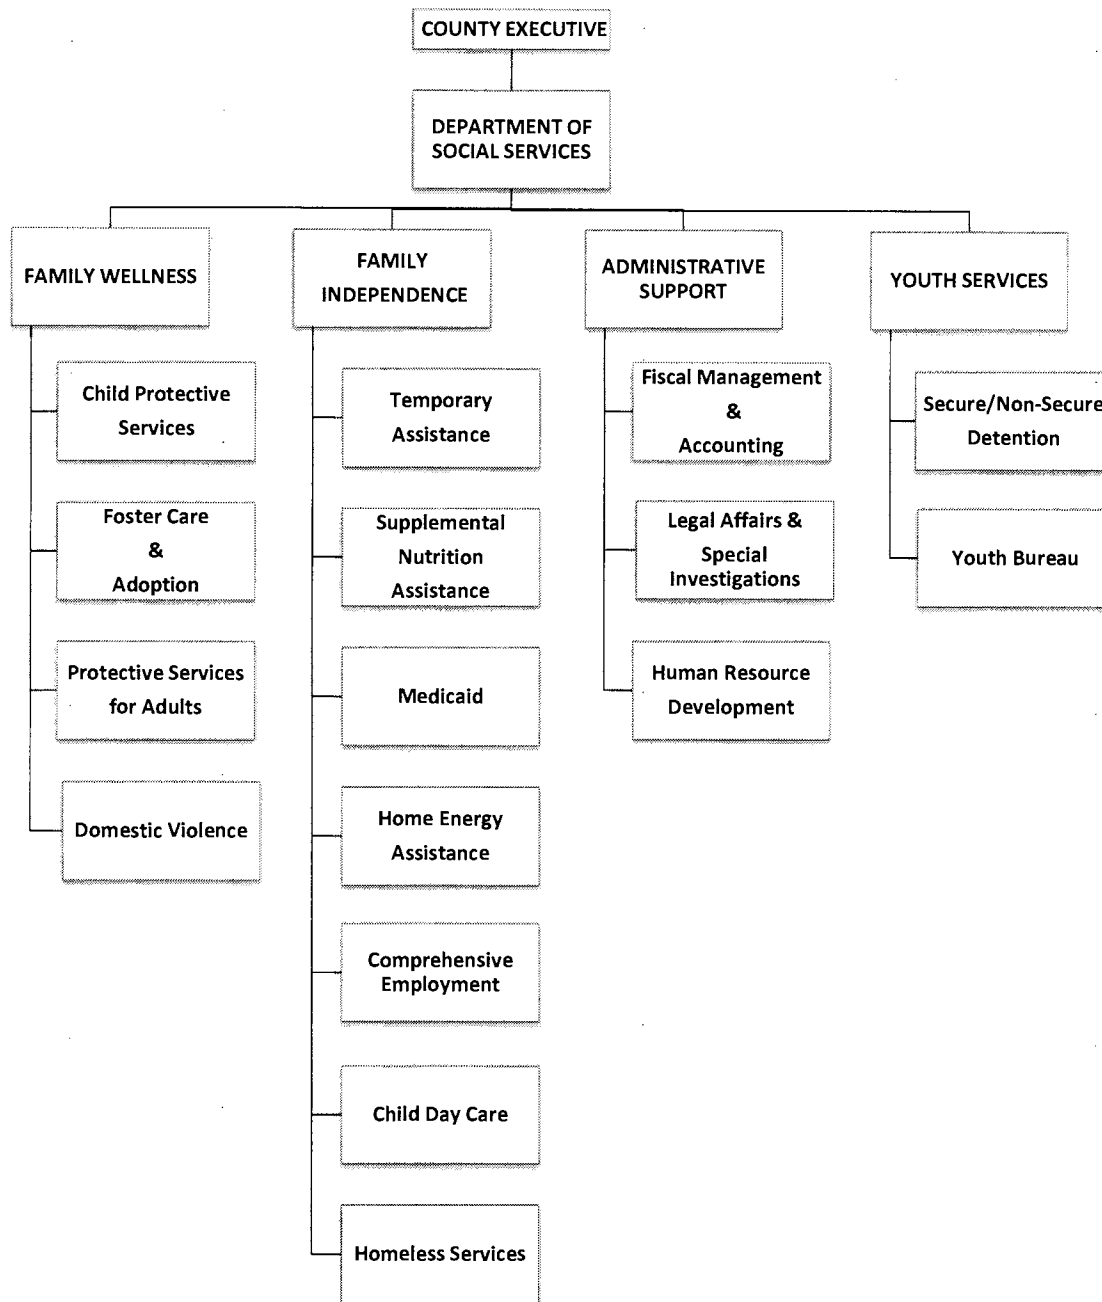 COUNTY EXECUTIVE
DEPARTMENT OF
SOCIAL SERVICES
FAMILY WELLNESS
FAMILY
INDEPENDENCE
ADMINISTRATIVE
SUPPORT
YOUTH SERVICES
Child Protective
Services
Foster Care
&
Adoption
Protective Services
for Adults
Domestic Violence
Temporary
Assistance
Supplemental
Nutrition
Assistance
Medicaid
Home Energy
Assistance
Comprehensive
Employment
Child Day Care
Homeless Services
Fiscal Management
&
Accounting
Legal Affairs &
Special
Investigations
Human Resource
Development
Secure/Non-Secure
Detention
Youth Bureau